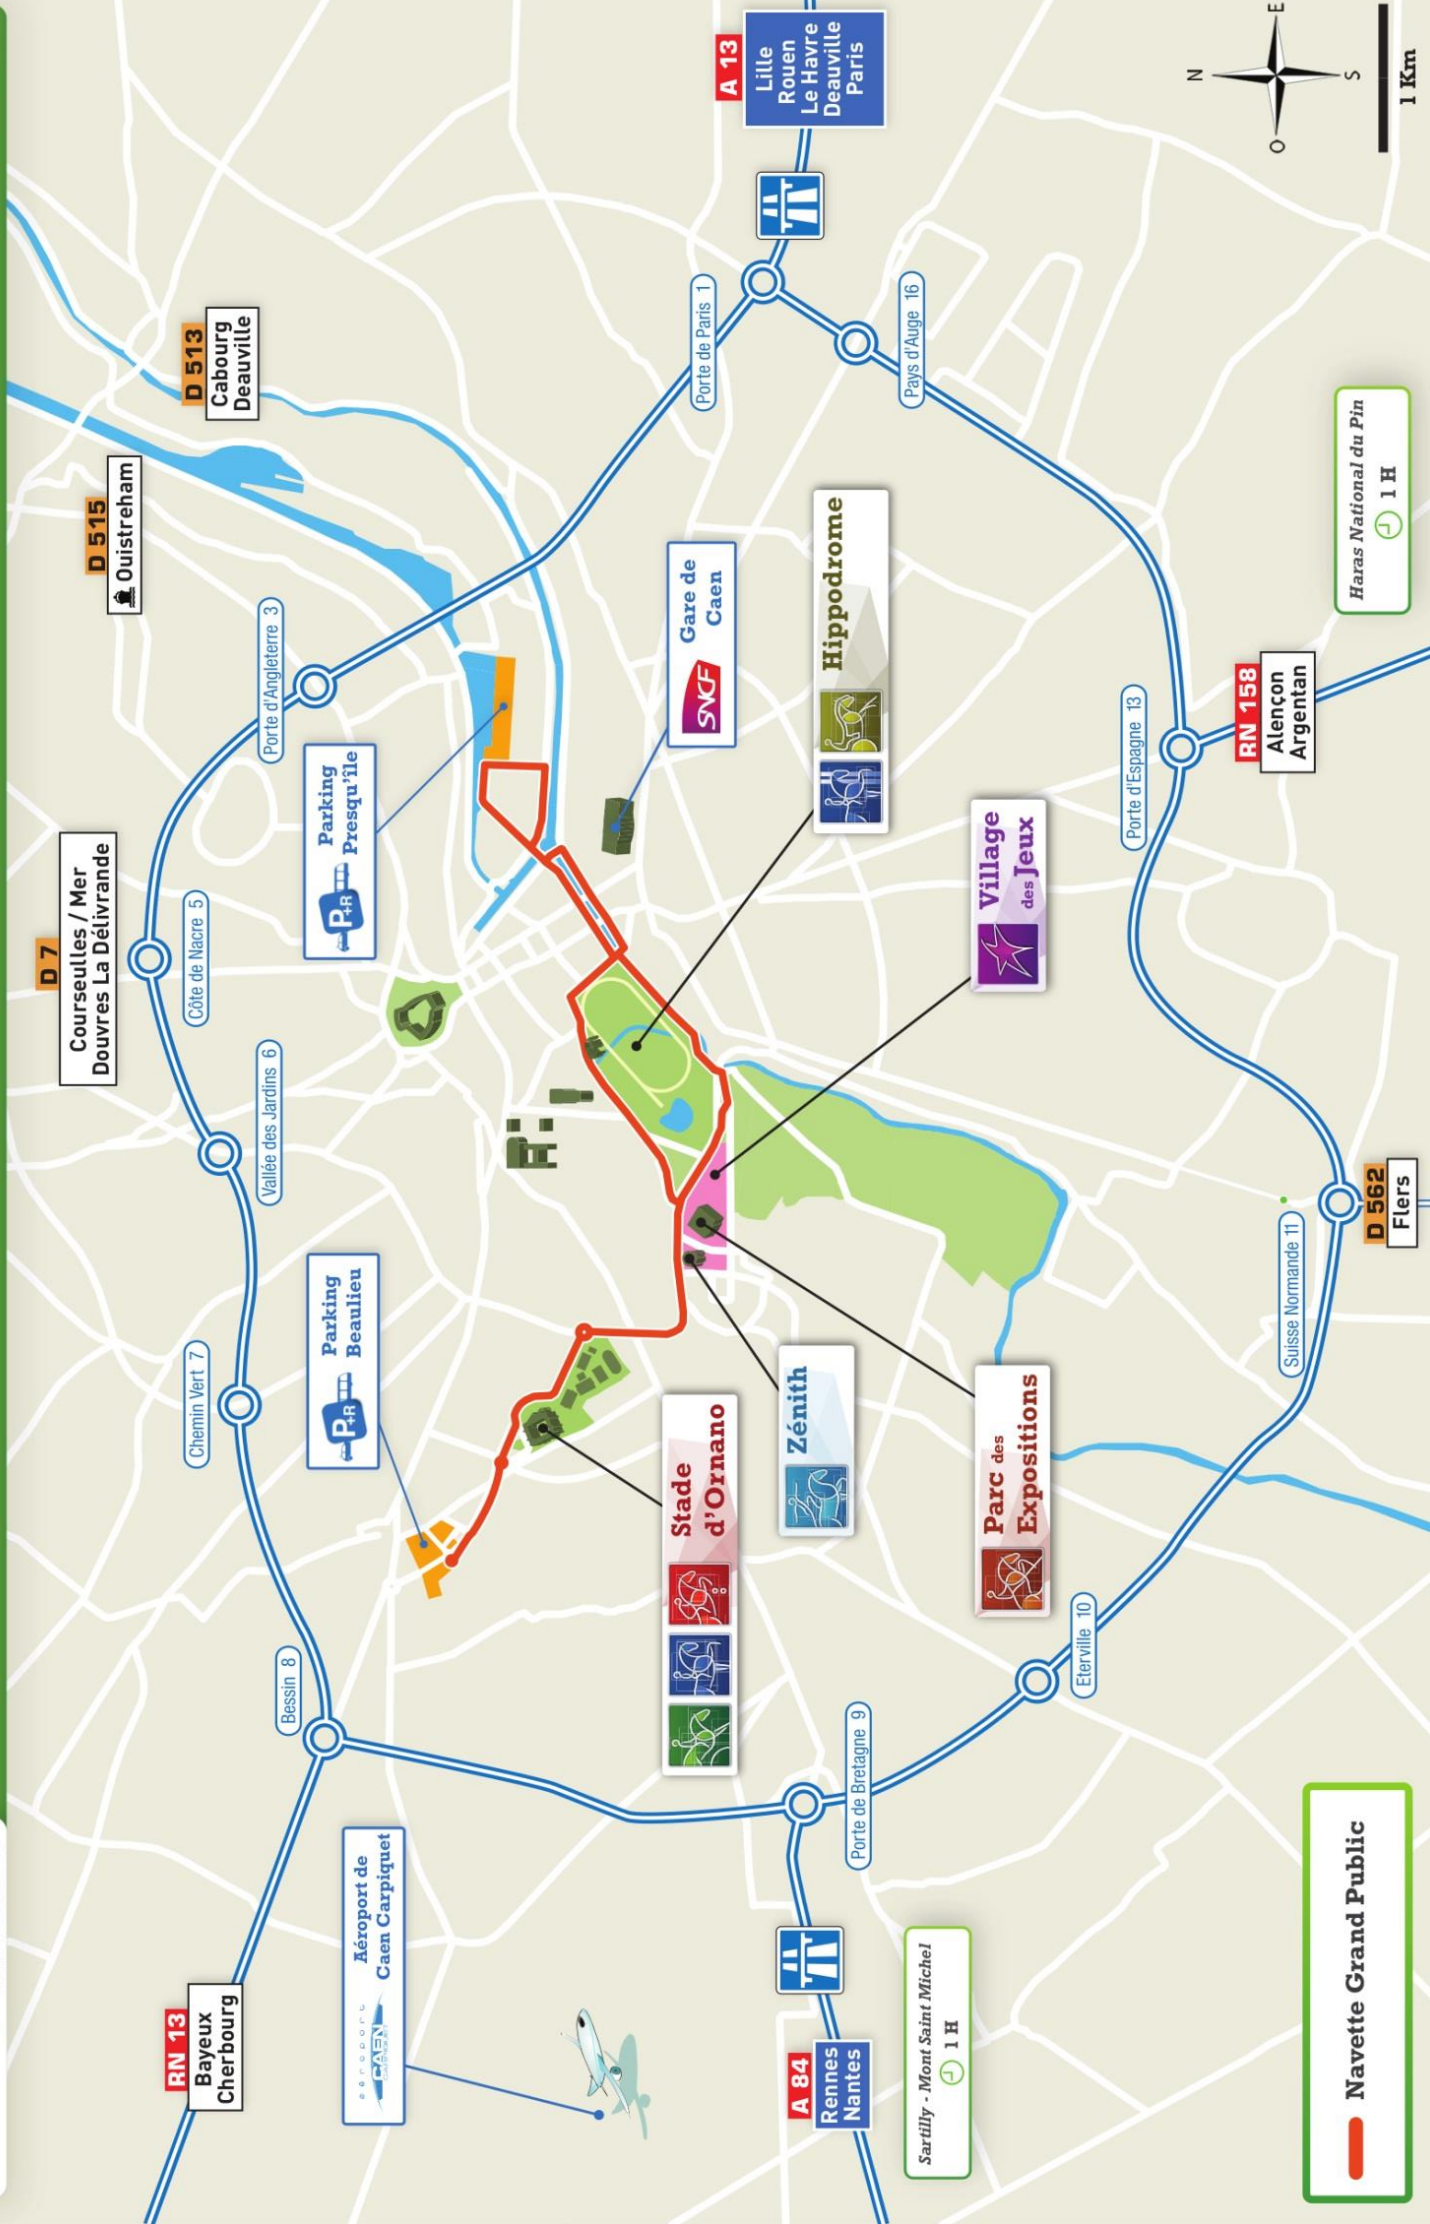 RN 13
Bayeux
Cherbourg
aéroport
CAEN
Aéroport de
Caen Carpiquet
Bessin 8
Chemin Vert 7
P+R
Parking
Beaulieu
Vallée des Jardins 6
D 7
Courseulles / Mer
Douvres La Délivrande
Côte de Nacre 5
P+R
Parking
Presqu'île
Porte d'Angleterre 3
D 515
Ouistreham
D 513
Cabourg
Deauville
A 84
Rennes
Nantes
Sartilly - Mont Saint Michel
1 H
Porte de Bretagne 9
Stade
d'Ornano
Zénith
Parc des
Expositions
Eterville 10
Village
des Jeux
Hippodrome
SNCF
Gare de
Caen
Porte de Paris 1
Pays d'Auge 16
A 13
Lille
Rouen
Le Havre
Deauville
Paris
Suisse Normande 11
D 562
Flers
Porte d'Espagne 13
RN 158
Alençon
Argentan
Haras National du Pin
1 H
N
O
E
S
1 Km
Navette Grand Public